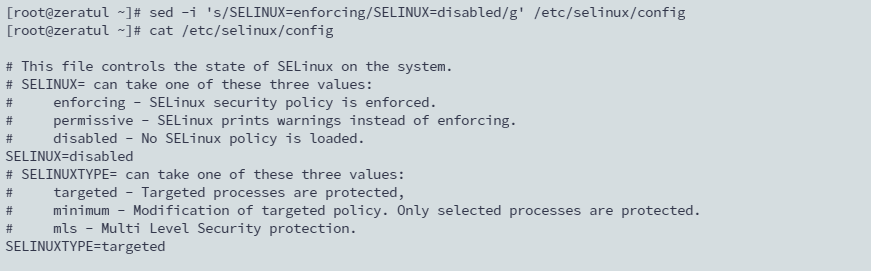 [root@zeratul ~]# sed -i 's/SELINUX=enforcing/SELINUX=disabled/g' /etc/selinux/config
[root@zeratul ~]# cat /etc/selinux/config

# This file controls the state of SELinux on the system.
# SELINUX= can take one of these three values:
#     enforcing - SELinux security policy is enforced.
#     permissive - SELinux prints warnings instead of enforcing.
#     disabled - No SELinux policy is loaded.
SELINUX=disabled
# SELINUXTYPE= can take one of these three values:
#     targeted - Targeted processes are protected,
#     minimum - Modification of targeted policy. Only selected processes are protected.
#     mls - Multi Level Security protection.
SELINUXTYPE=targeted